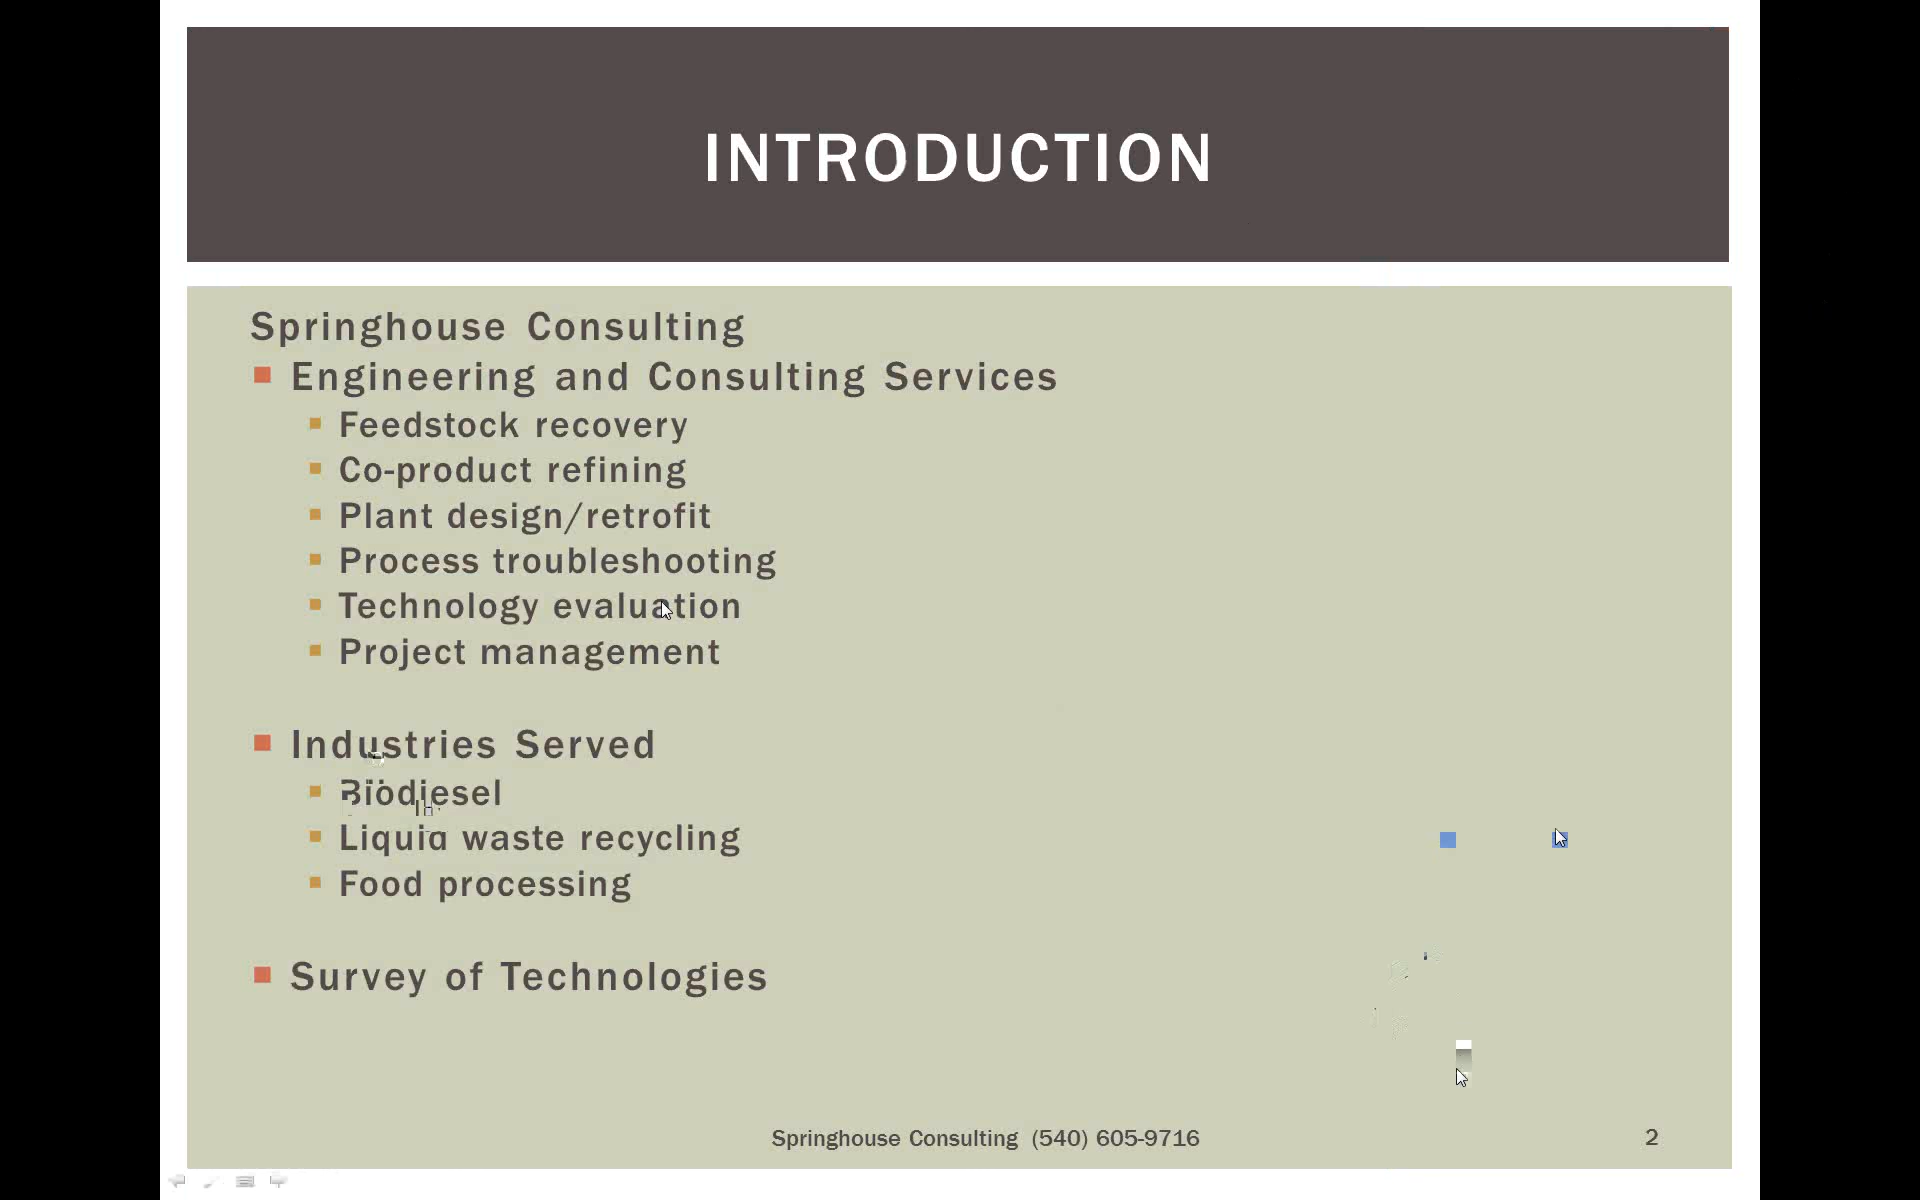 INTRODUCTION
Springhouse Consulting
Engineering and Consulting Services
Feedstock recovery
Co-product refining
Plant design/retrofit
Process troubleshooting
Technology evaluation
Project management
Industries Served
Biodiesel
Liquid waste recycling
Food processing
Survey of Technologies
Springhouse Consulting (540) 605-9716
2